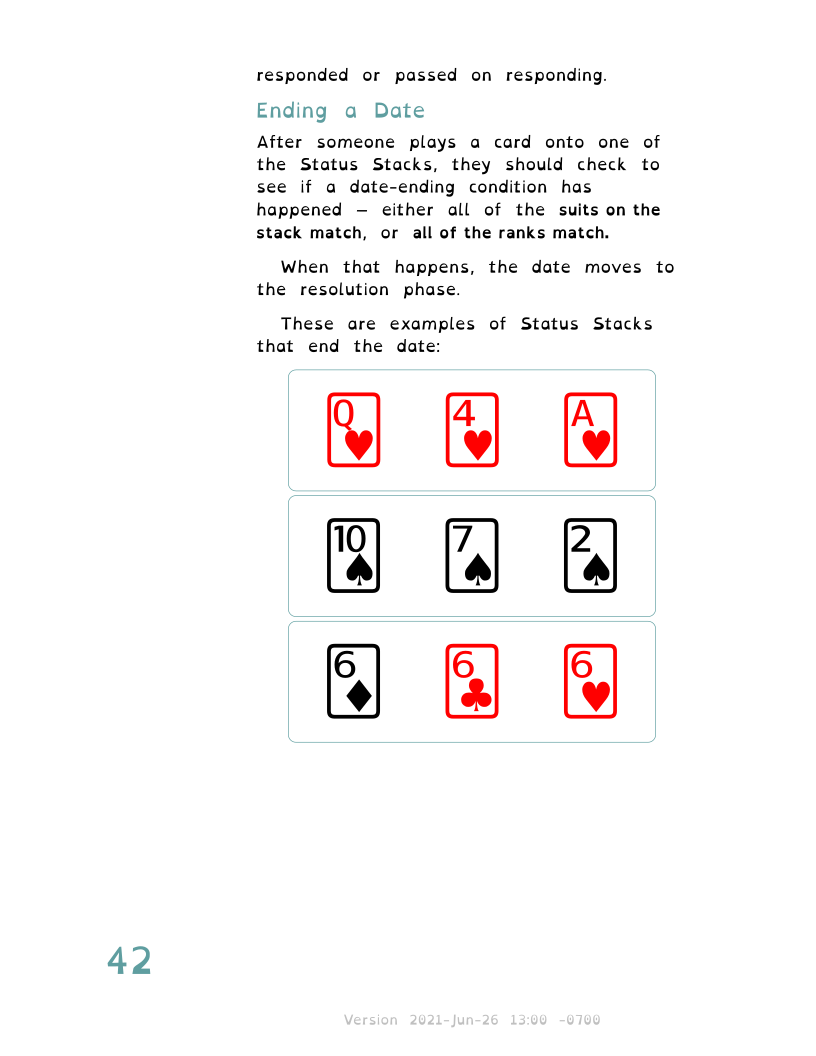 responded or passed on responding.
Ending a Date
After someone plays a card onto one of
the Status Stacks, they should check to
see if a date-ending condition has
happened – either all of the suits on the
stack match, or all of the ranks match.
When that happens, the date moves to
the resolution phase.
These are examples of Status Stacks
that end the date:
Q♥ 4♥ A♥
10♠ 7♠ 2♠
6♦ 6♣ 6♥
42
Version 2021-Jun-26 13:00 -0700